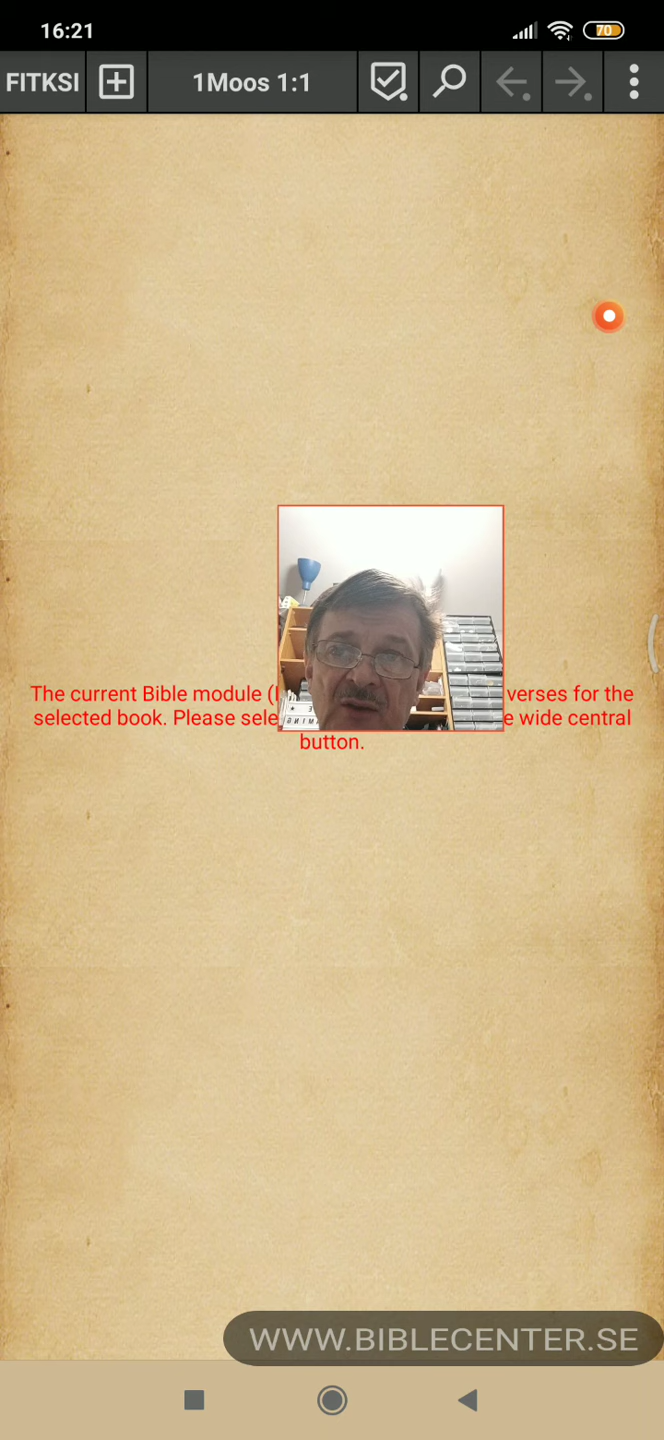 16:21
70
FITKSI 1Moos 1:1
The current Bible module ( verses for the
selected book. Please sele e wide central
button.
MING
WWW.BIBLECENTER.SE